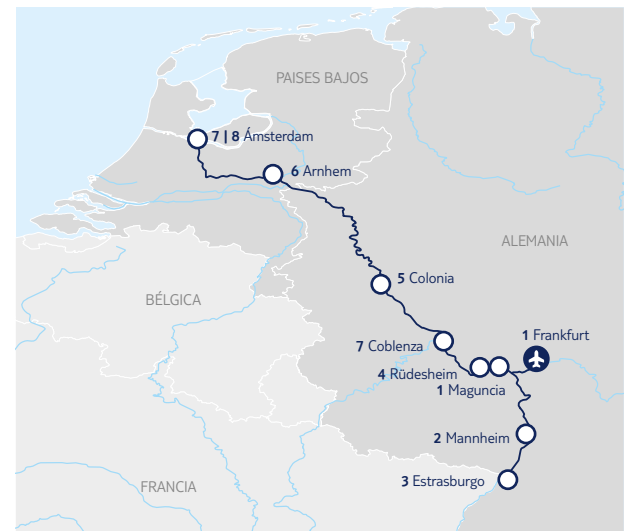 PAISES BAJOS
7 | 8 Ámsterdam
6 Arnhem
ALEMANIA
5 Colonia
BÉLGICA
1 Frankfurt
7 Coblenza
4 Rüdesheim
1 Maguncia
2 Mannheim
3 Estrasburgo
FRANCIA